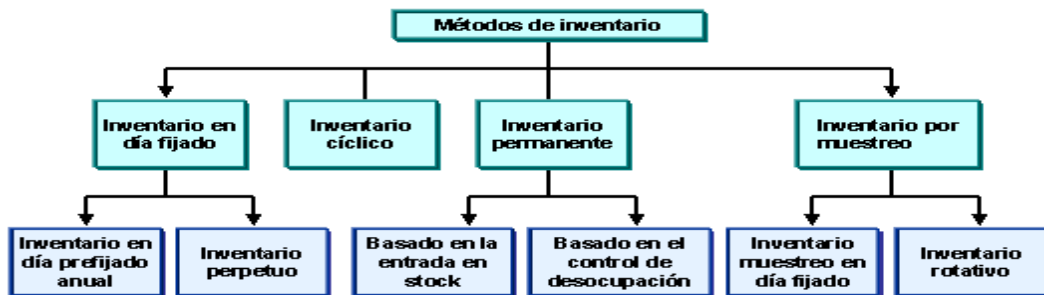 Métodos de inventario
Inventario en
día fijado
Inventario
cíclico
Inventario
permanente
Inventario por
muestreo
Inventario en
día prefijado
anual
Inventario
perpetuo
Basado en la
entrada en
stock
Basado en el
control de
desocupación
Inventario
muestreo en
día fijado
Inventario
rotativo